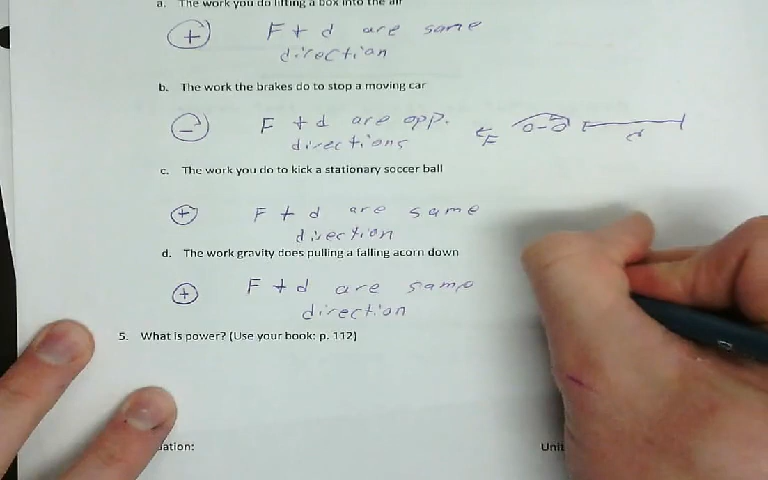 a. The work you do lifting a box into the air
+ F + d are same
direction
b. The work the brakes do to stop a moving car
- F + d are opp.
directions
F d
c. The work you do to kick a stationary soccer ball
+ F + d are same
direction
d. The work gravity does pulling a falling acorn down
+ F + d are same
direction
5. What is power? (Use your book: p. 112)
ation: Unit